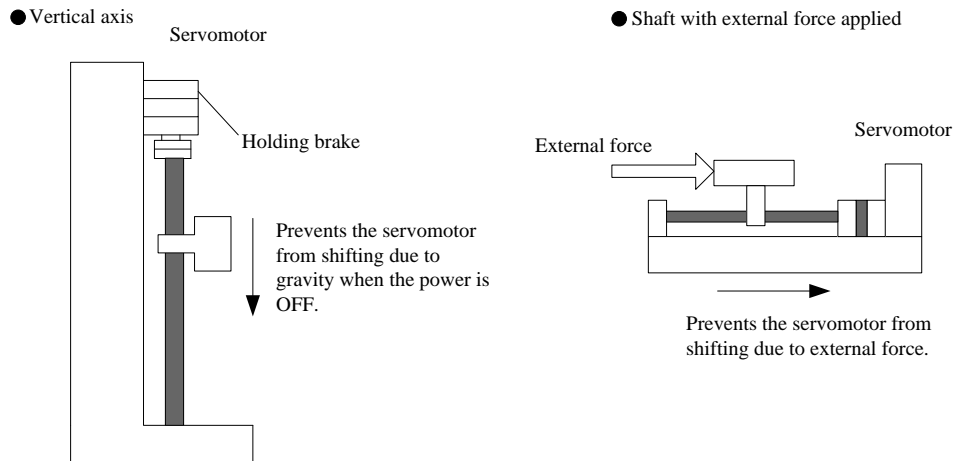 ● Vertical axis
Servomotor
Holding brake
Prevents the servomotor
from shifting due to
gravity when the power is
OFF.
● Shaft with external force applied
Servomotor
External force
Prevents the servomotor from
shifting due to external force.